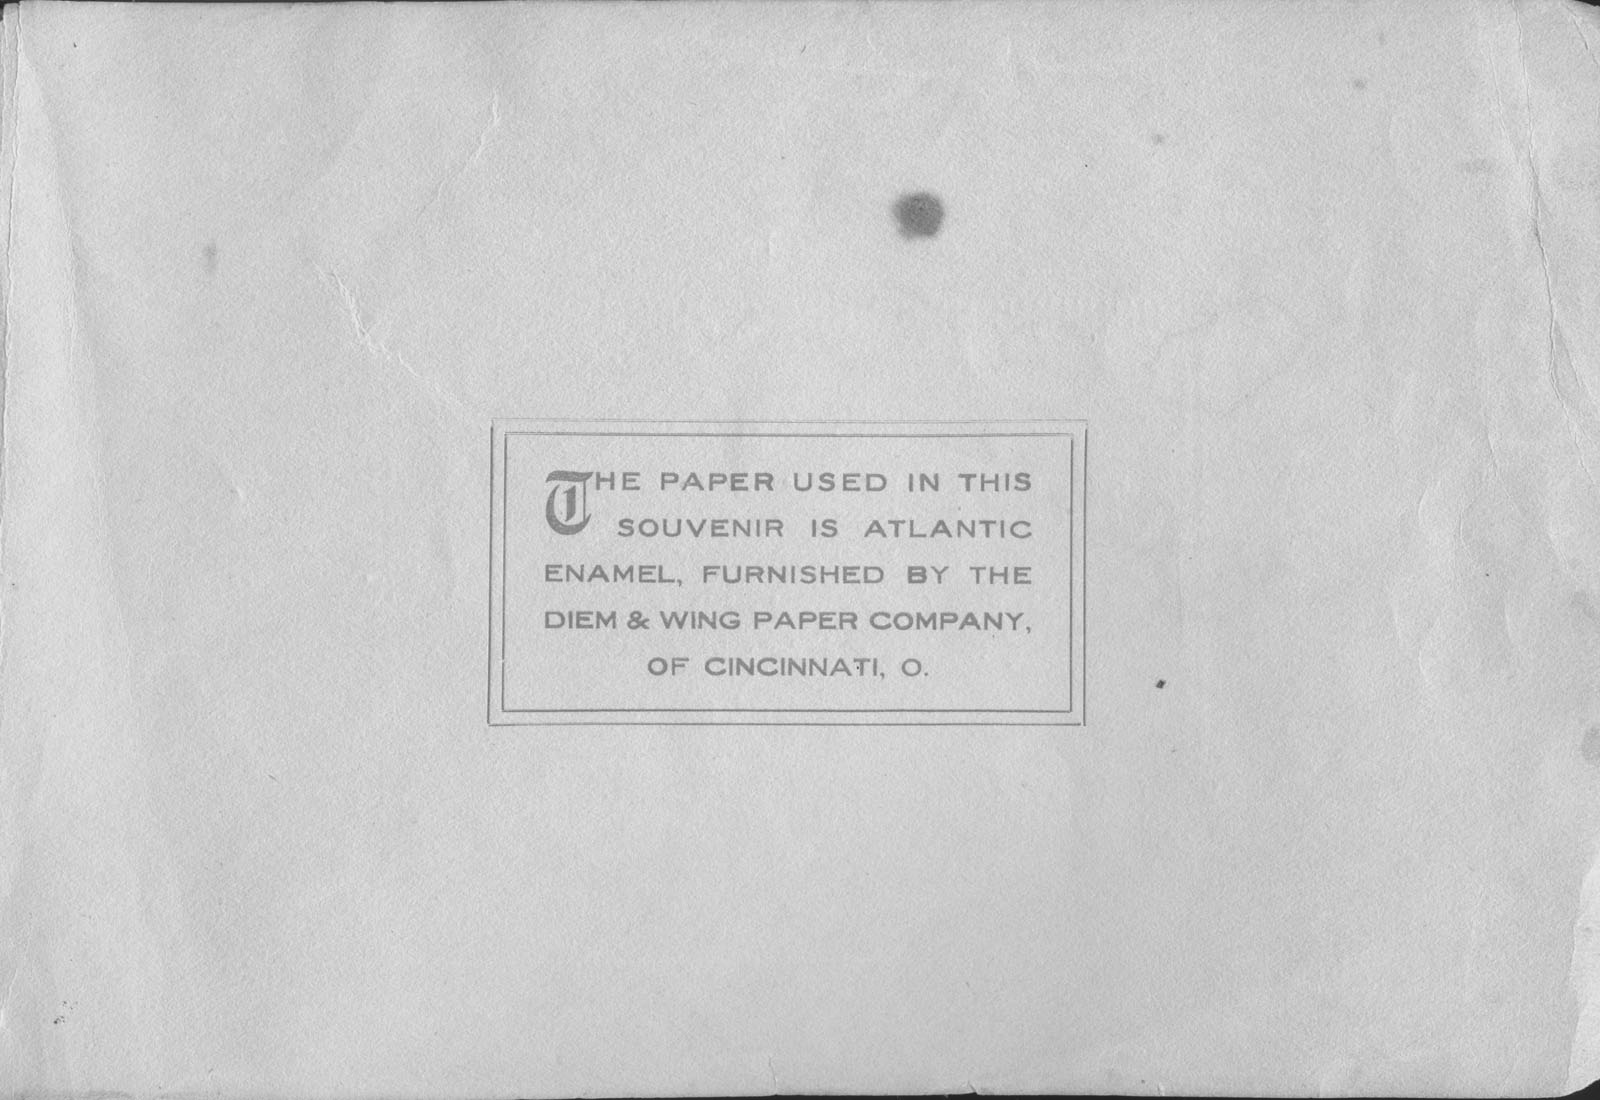 THE PAPER USED IN THIS
SOUVENIR IS ATLANTIC
ENAMEL, FURNISHED BY THE
DIEM & WING PAPER COMPANY,
OF CINCINNATI, O.